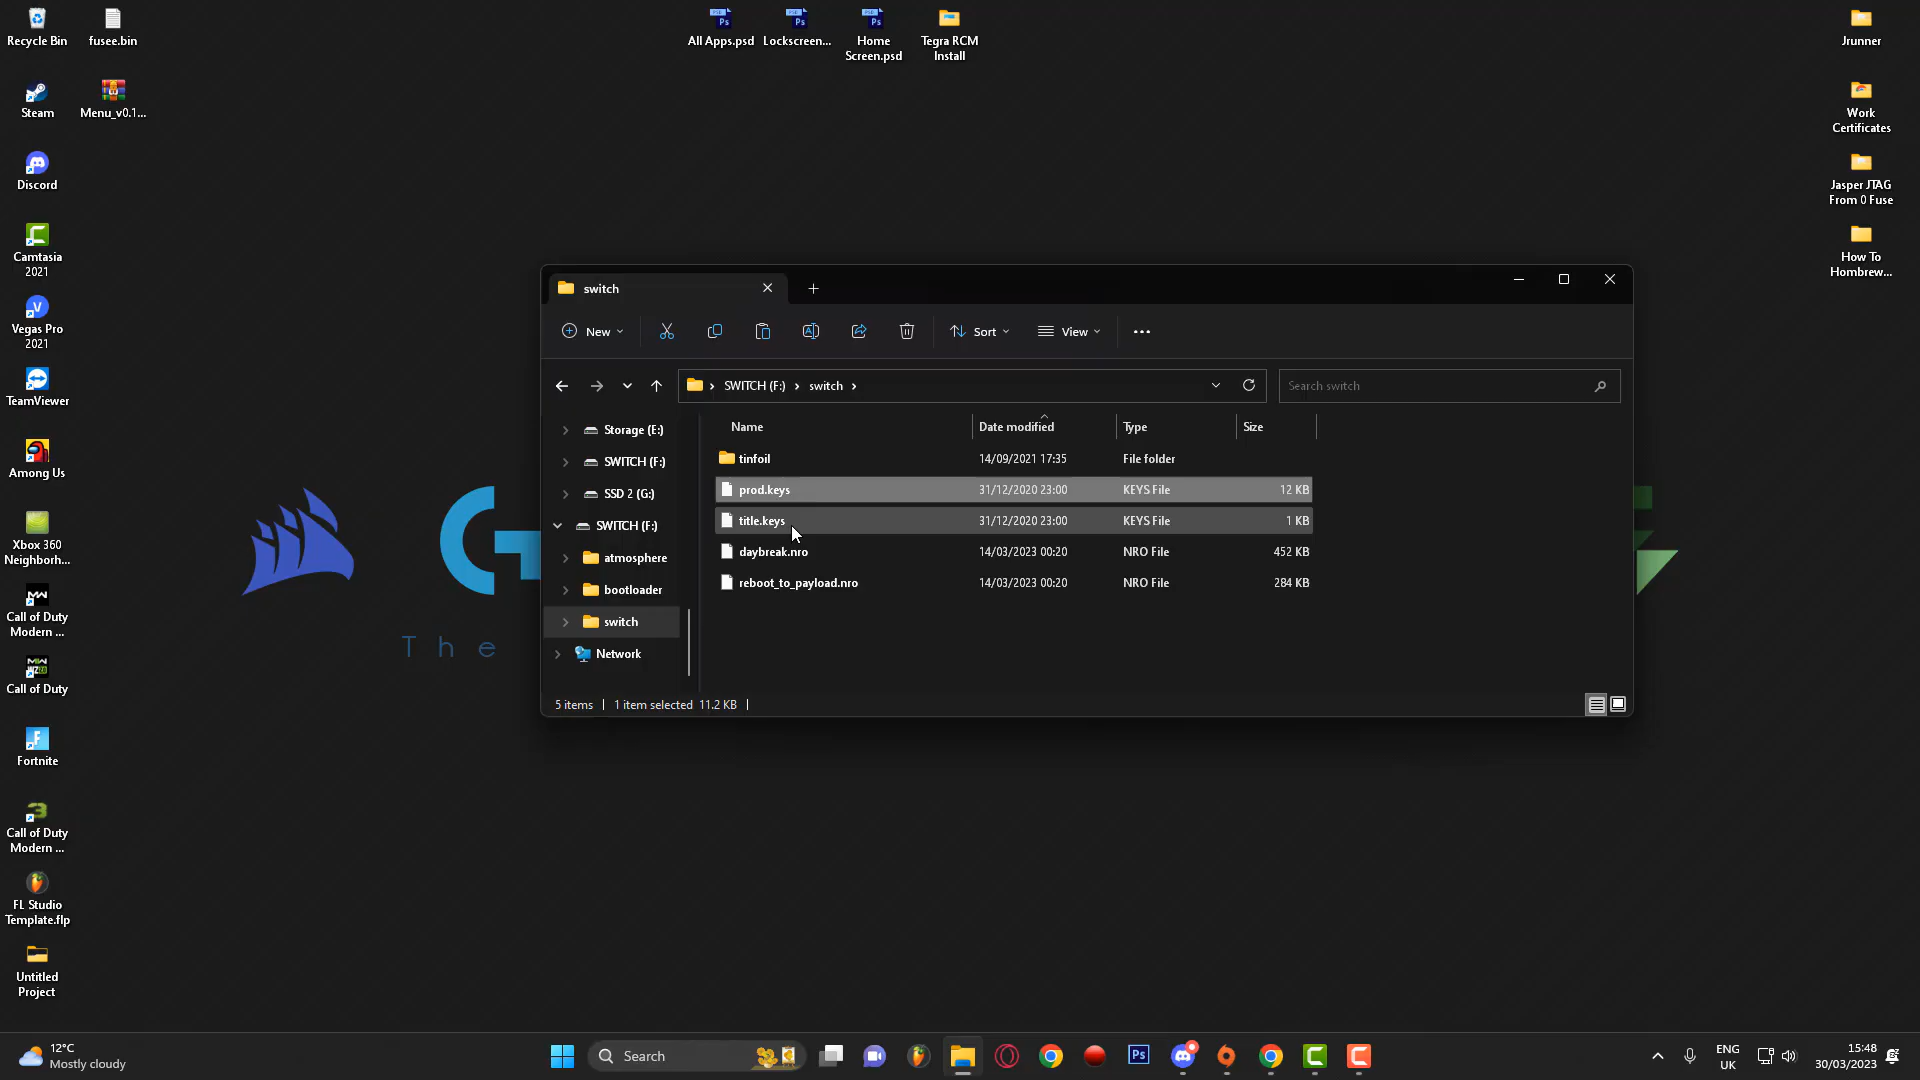 Recycle Bin
fusee.bin
Steam
Menu_v0.1...
Discord
Camtasia
2021
Vegas Pro
2021
TeamViewer
Among Us
Xbox 360
Neighborh...
Call of Duty
Modern ...
Call of Duty
Fortnite
Call of Duty
Modern ...
FL Studio
Template.flp
Untitled
Project
All Apps.psd
Lockscreen...
Home
Screen.psd
Tegra RCM
Install
Jrunner
Work
Certificates
Jasper JTAG
From 0 Fuse
How To
Hombrew...
The
switch
New
Sort
View
SWITCH (F:) > switch >
Search switch
Storage (E:)
SWITCH (F:)
SSD 2 (G:)
SWITCH (F:)
atmosphere
bootloader
switch
Network
Name Date modified Type Size
tinfoil 14/09/2021 17:35 File folder
prod.keys 31/12/2020 23:00 KEYS File 12 KB
title.keys 31/12/2020 23:00 KEYS File 1 KB
daybreak.nro 14/03/2023 00:20 NRO File 452 KB
reboot_to_payload.nro 14/03/2023 00:20 NRO File 284 KB
5 items | 1 item selected 11.2 KB |
12°C
Mostly cloudy
Search
ENG
UK
15:48
30/03/2023